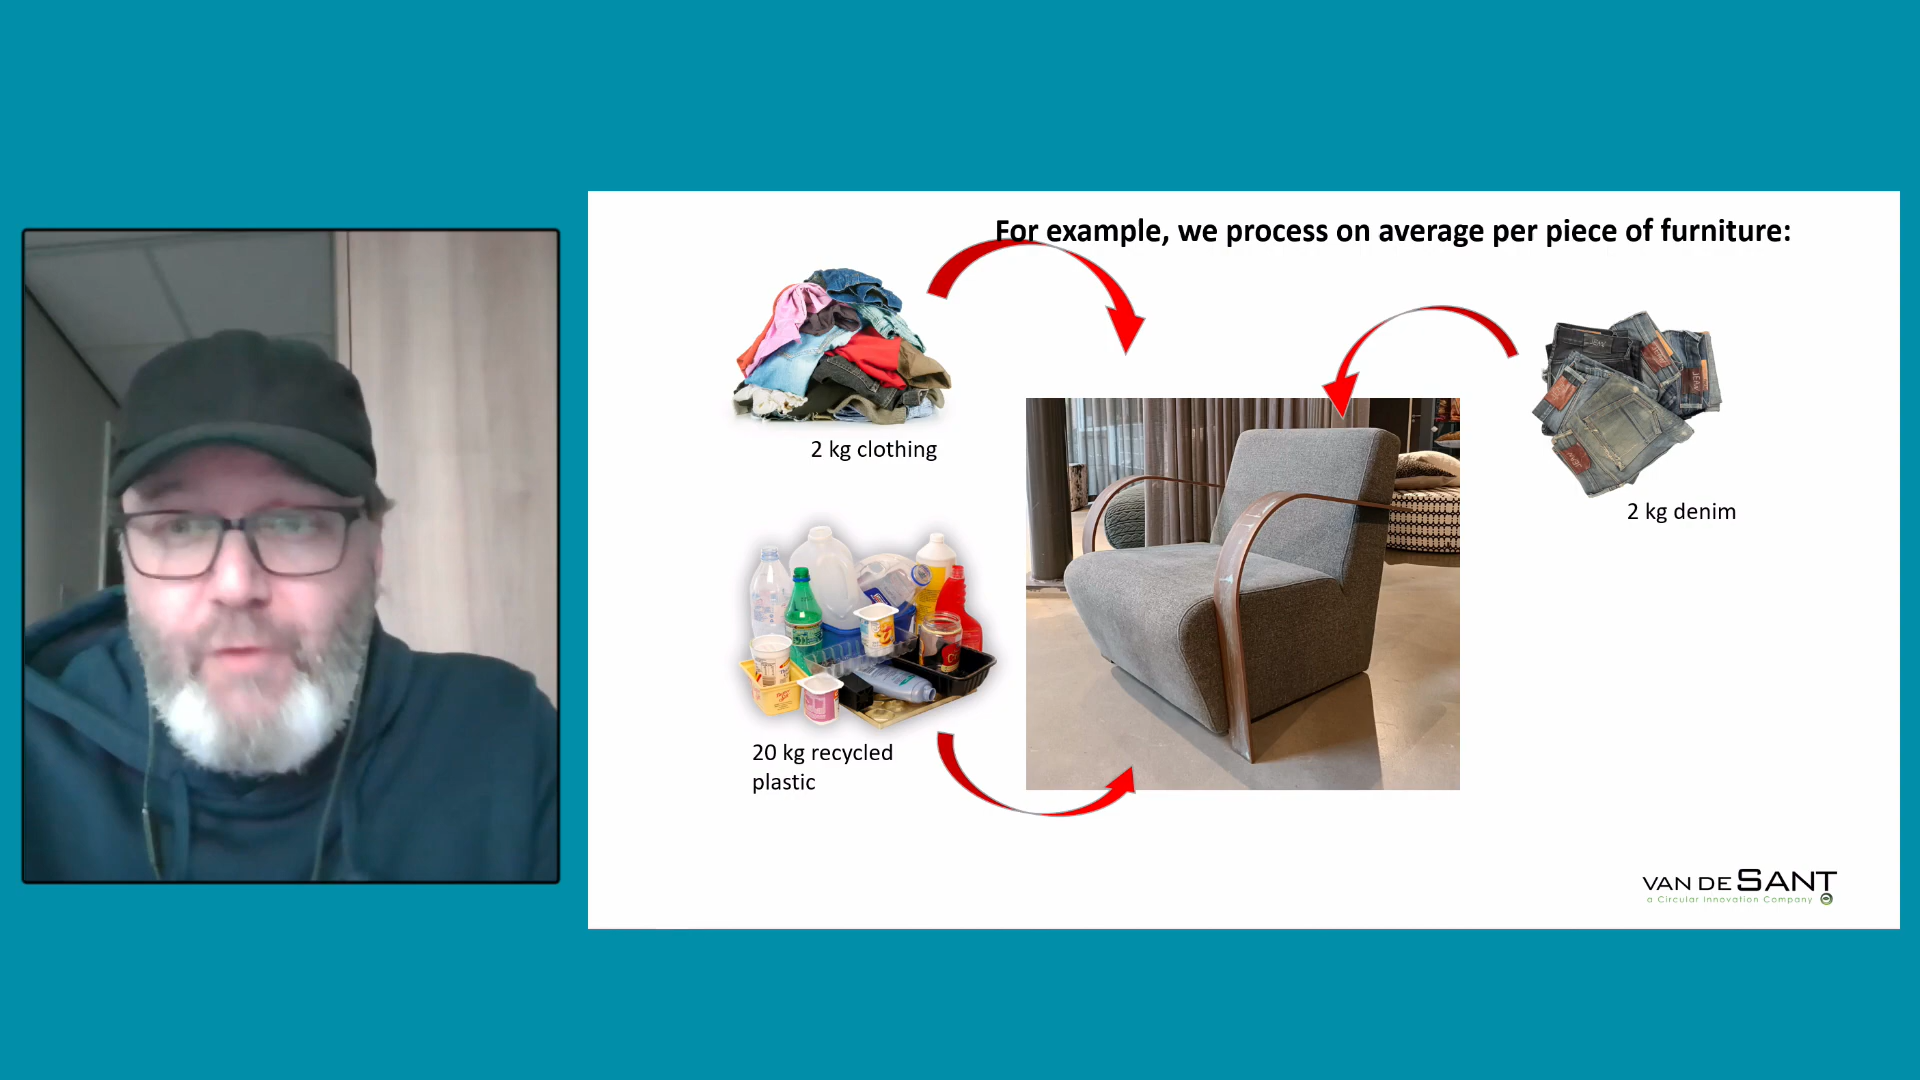 For example, we process on average per piece of furniture:
2 kg clothing
2 kg denim
20 kg recycled
plastic
VAN DE SANT
a Circular Innovation Company